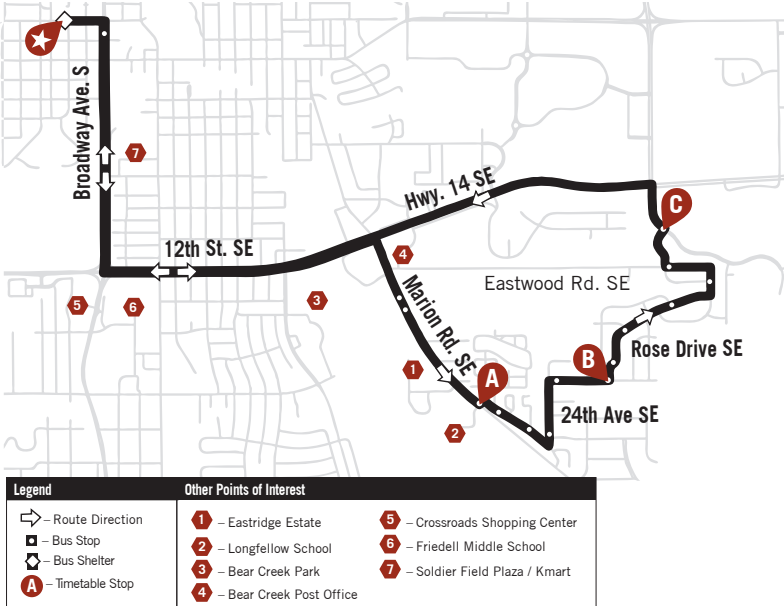 Broadway Ave. S
7
Hwy. 14 SE
C
12th St. SE
4
Eastwood Rd. SE
5
6
3
Marion Rd. SE
Rose Drive SE
1
A
B
24th Ave SE
2
Legend
– Route Direction
– Bus Stop
– Bus Shelter
A – Timetable Stop
Other Points of Interest
1 – Eastridge Estate
2 – Longfellow School
3 – Bear Creek Park
4 – Bear Creek Post Office
5 – Crossroads Shopping Center
6 – Friedell Middle School
7 – Soldier Field Plaza / Kmart